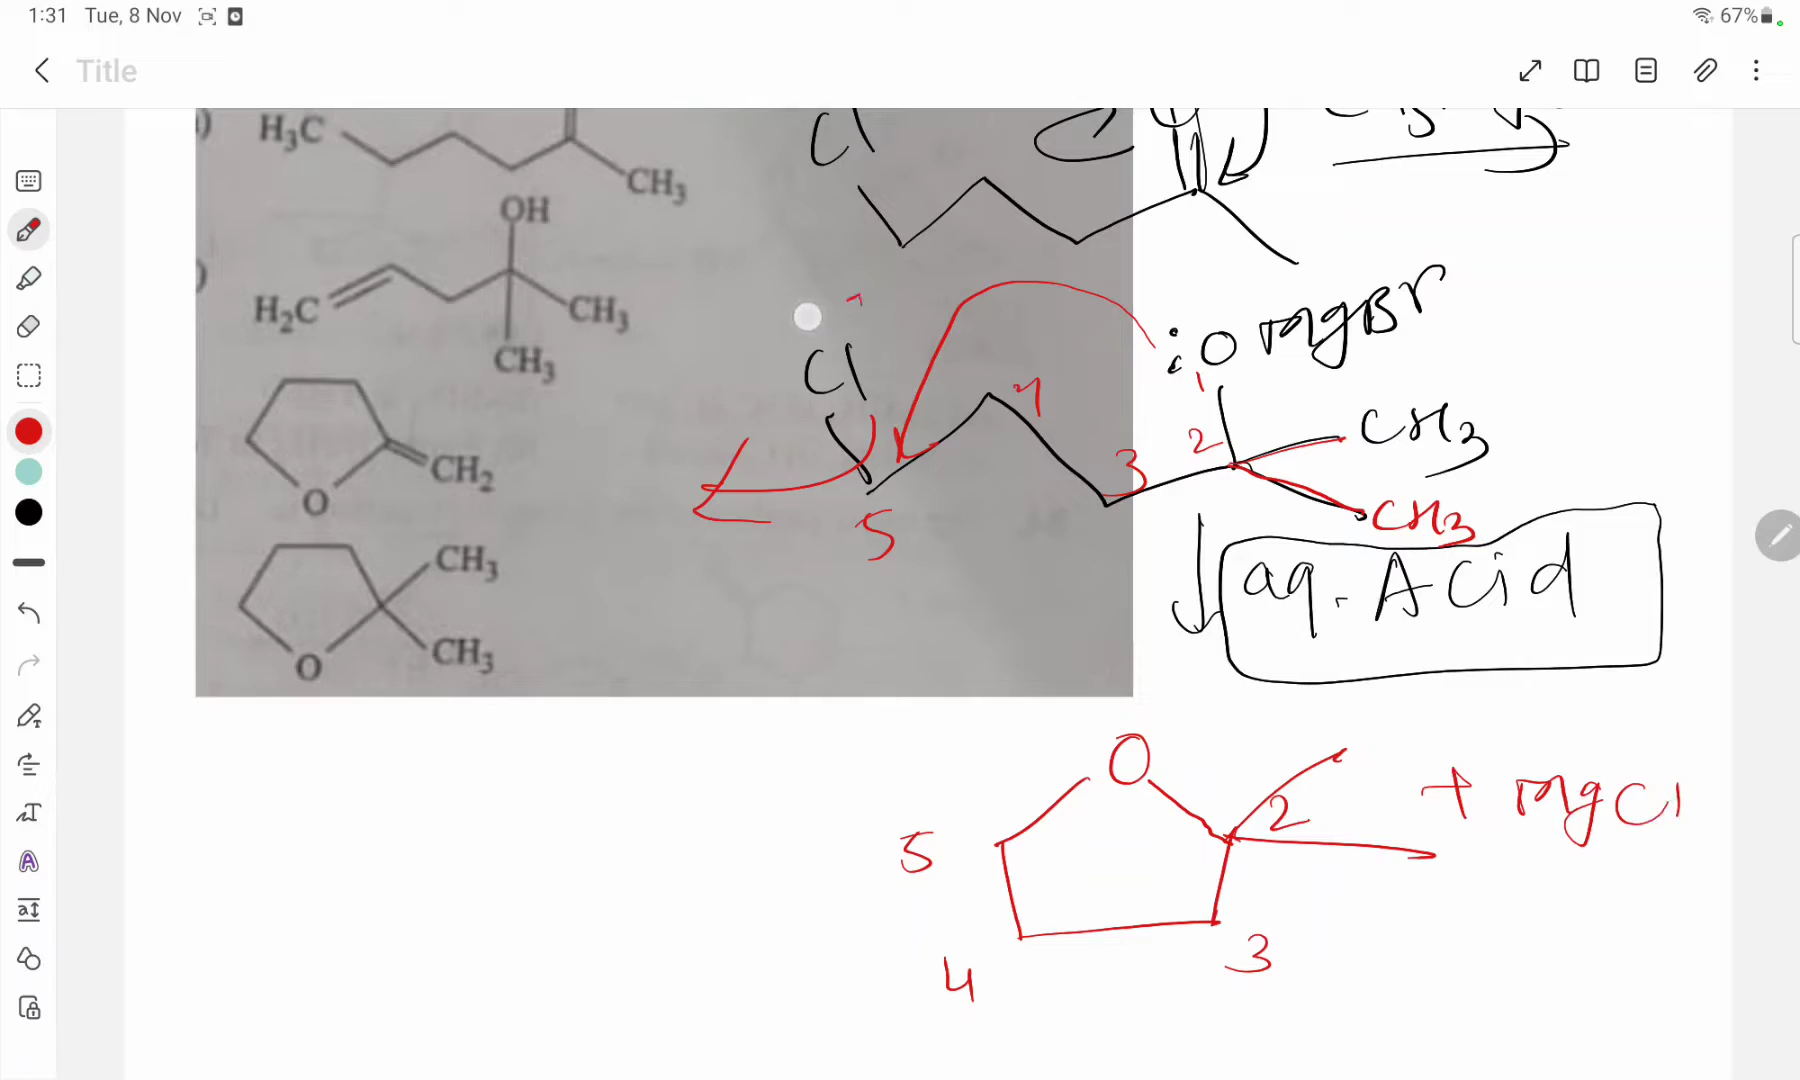 1:31 Tue, 8 Nov
67%
Title
H₃C
CH₃
OH
H₂C
CH₃
CH₃
CH₂
O
CH₃
O
CH₃
Cl
Cl
:O MgBr
1
2
3
4
5
CH3
CH3
aq. Acid
O
2
+ MgCl
5
4
3